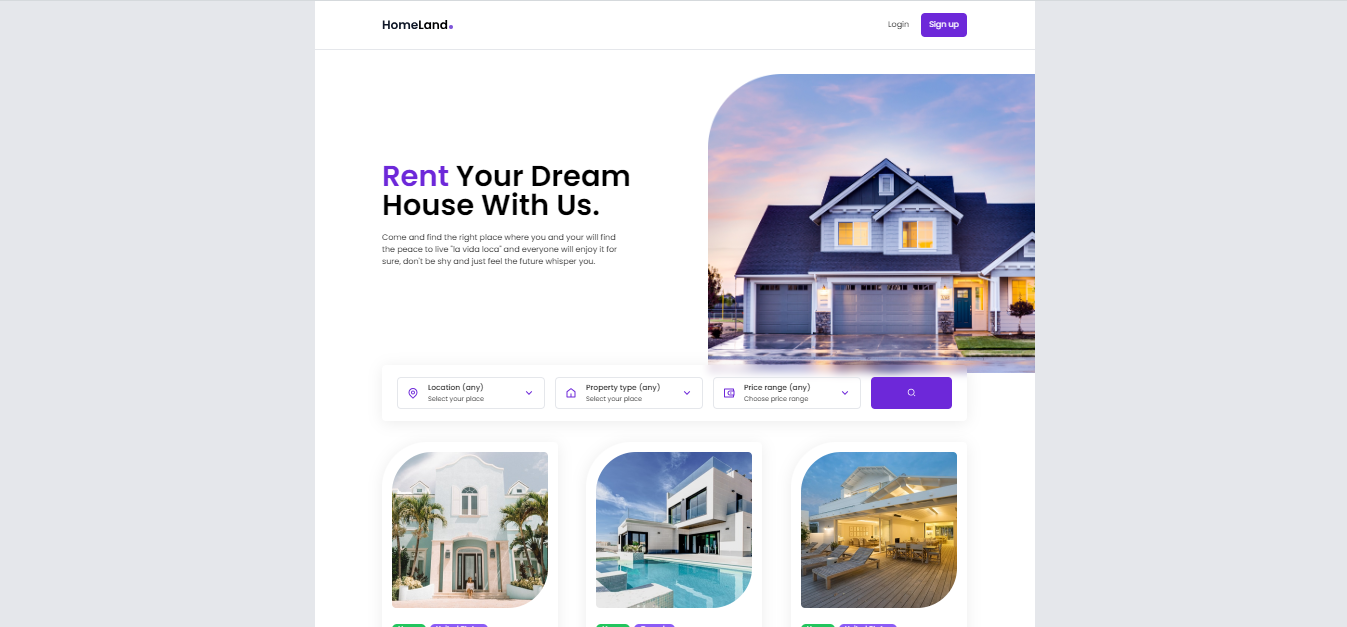 HomeLand
Login
Sign up
Rent Your Dream
House With Us.
Come and find the right place where you and your will find
the peace to live "la vida loca" and everyone will enjoy it for
sure, don't be shy and just feel the future whisper you.
Location (any)
Select your place
Property type (any)
Select your place
Price range (any)
Choose price range